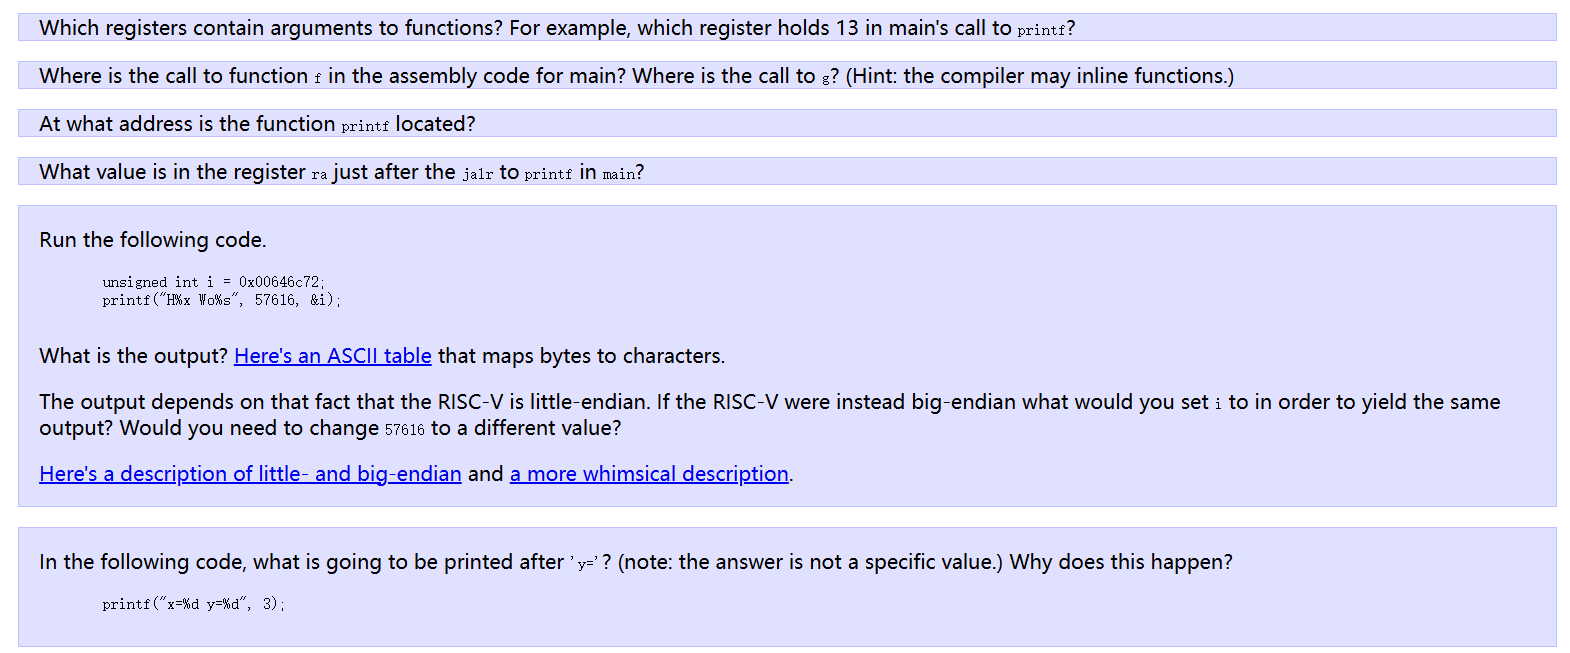 Which registers contain arguments to functions? For example, which register holds 13 in main's call to printf?
Where is the call to function f in the assembly code for main? Where is the call to g? (Hint: the compiler may inline functions.)
At what address is the function printf located?
What value is in the register ra just after the jalr to printf in main?
Run the following code.
unsigned int i = 0x00646c72;
printf("H%x Wo%s", 57616, &i);
What is the output? Here's an ASCII table that maps bytes to characters.
The output depends on that fact that the RISC-V is little-endian. If the RISC-V were instead big-endian what would you set i to in order to yield the same
output? Would you need to change 57616 to a different value?
Here's a description of little- and big-endian and a more whimsical description.
In the following code, what is going to be printed after 'y='? (note: the answer is not a specific value.) Why does this happen?
printf("x=%d y=%d", 3);